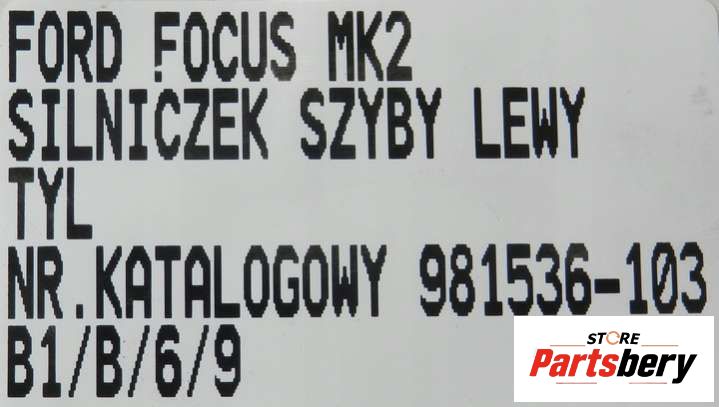 FORD FOCUS MK2
SILNICZEK SZYBY LEWY
TYL
NR.KATALOGOWY 981536-103
B1/B/6/9
STORE
Partsbery